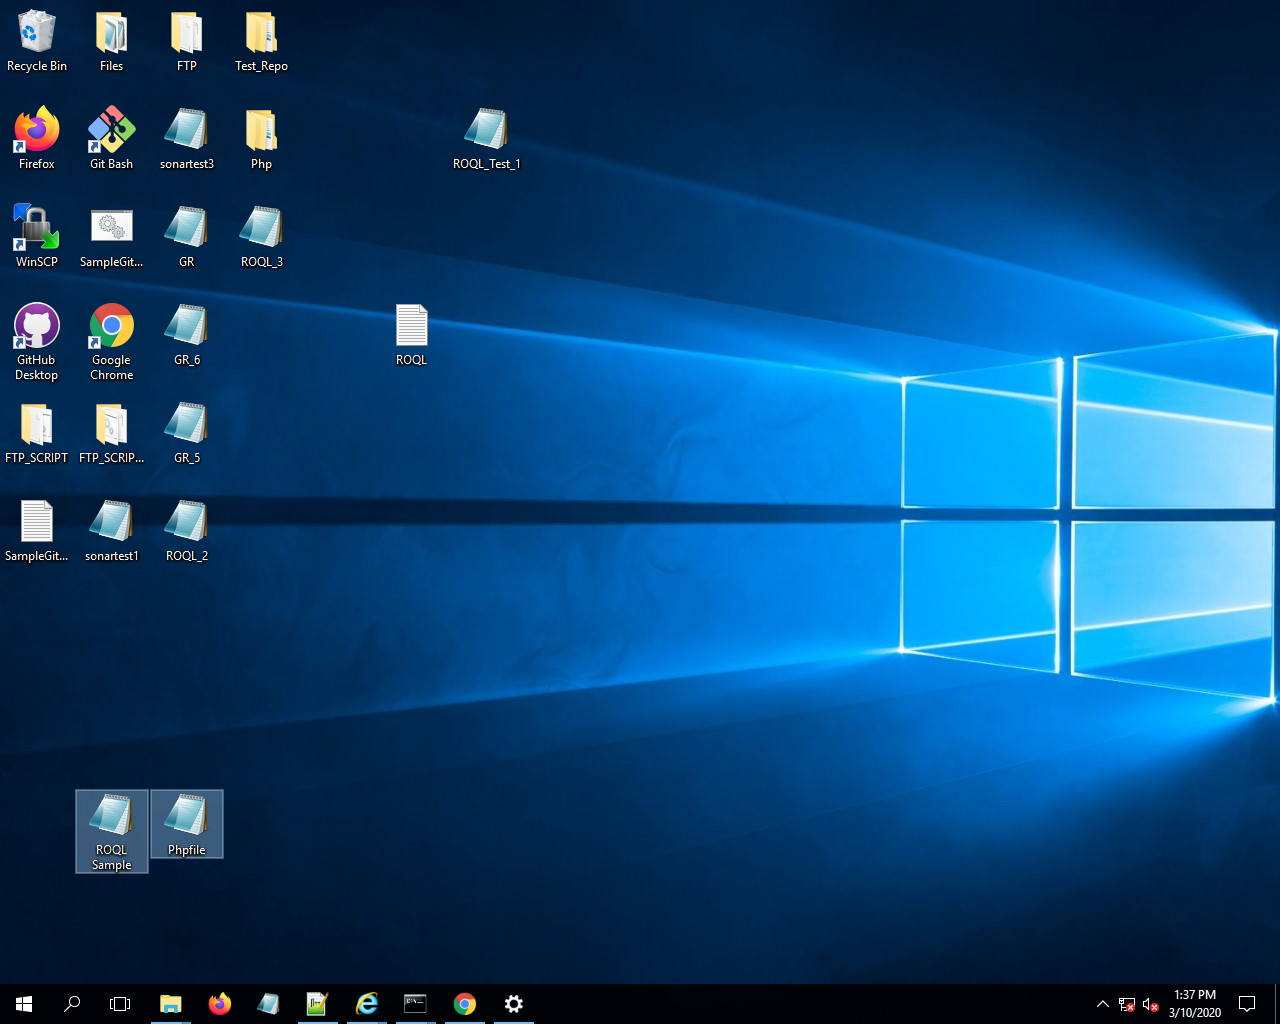 Recycle Bin
Files
FTP
Test_Repo
Firefox
Git Bash
sonartest3
Php
ROQL_Test_1
WinSCP
SampleGit...
GR
ROQL_3
GitHub
Desktop
Google
Chrome
GR_6
ROQL
FTP_SCRIPT
FTP_SCRIP...
GR_5
SampleGit...
sonartest1
ROQL_2
ROQL
Sample
Phpfile
1:37 PM
3/10/2020